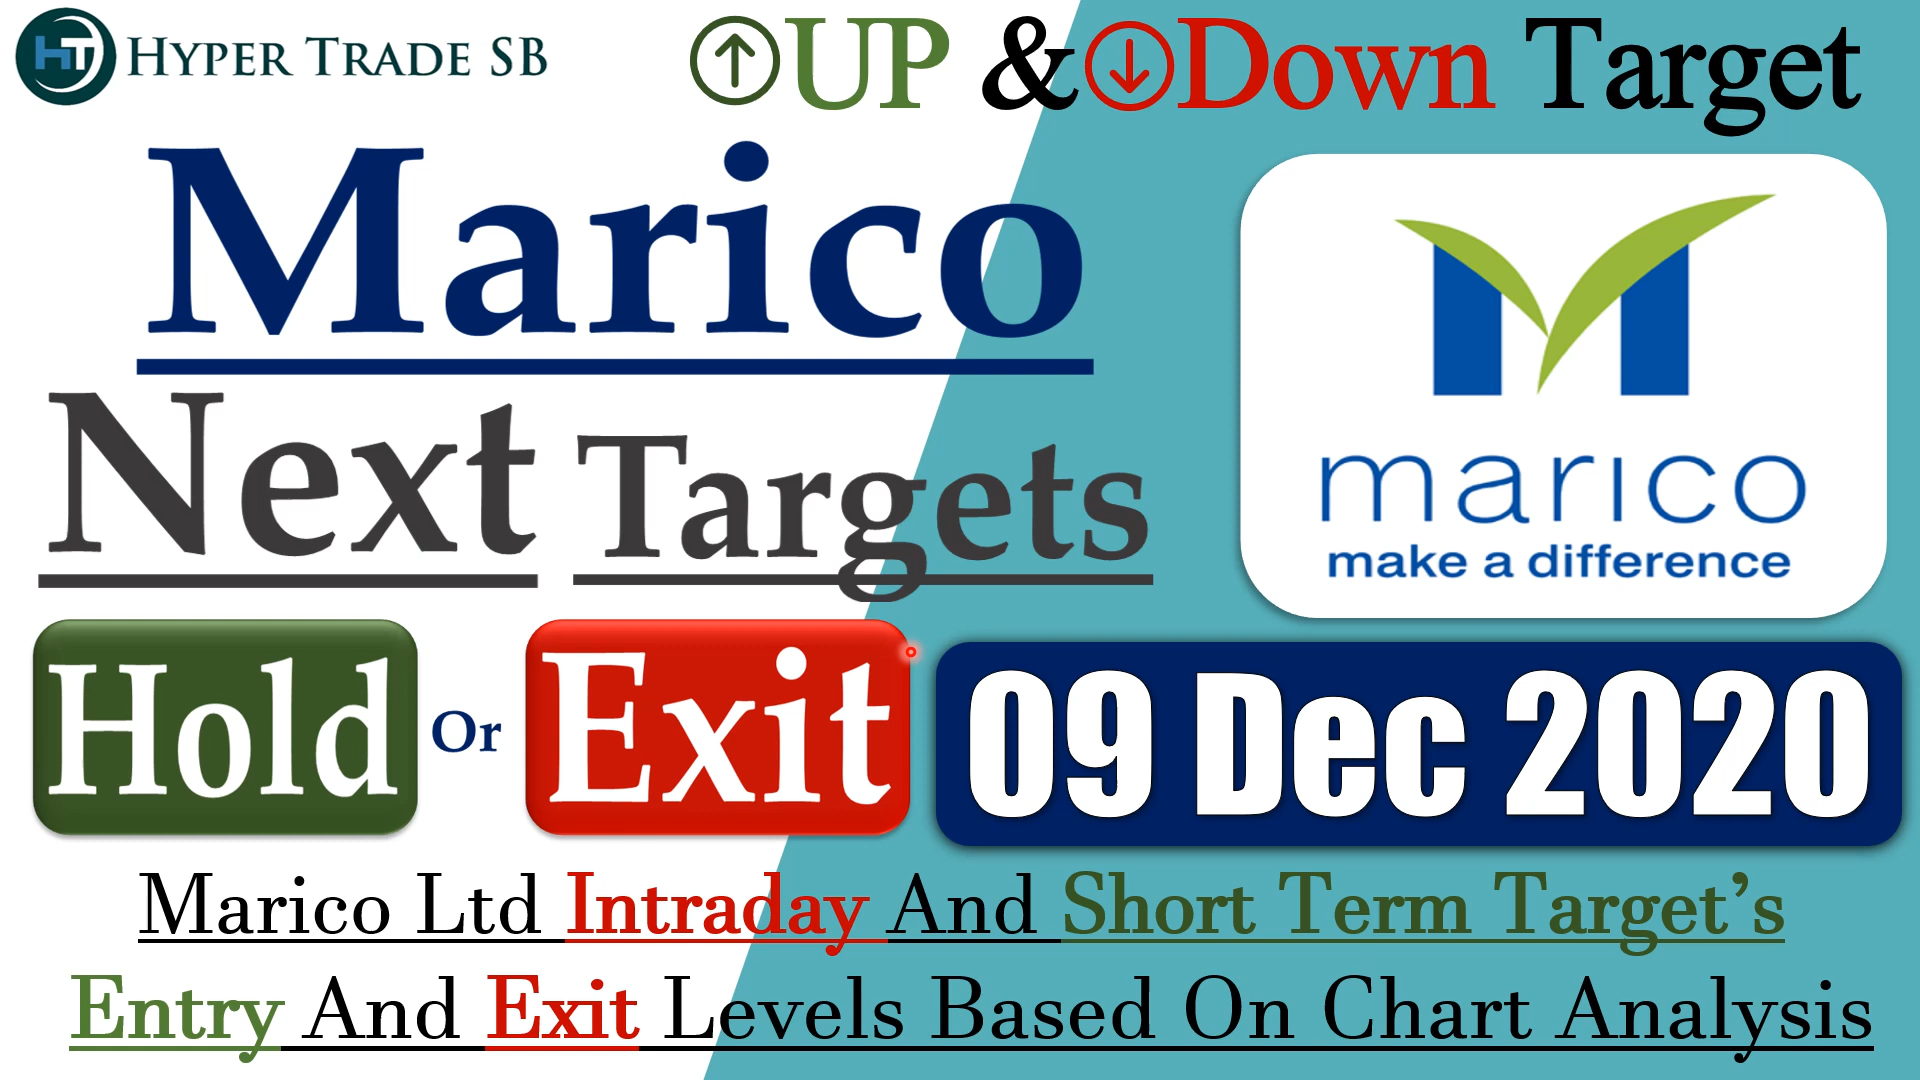 HT HYPER TRADE SB
UP & Down Target
Marico
Next Targets
marico
make a difference
Hold Or Exit
09 Dec 2020
Marico Ltd Intraday And Short Term Target’s
Entry And Exit Levels Based On Chart Analysis